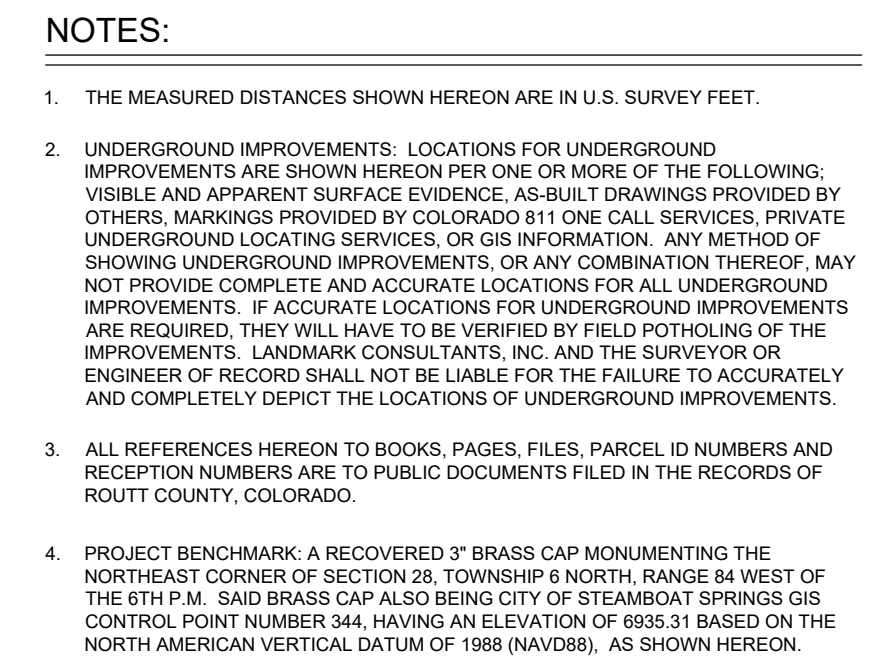 NOTES:
1. THE MEASURED DISTANCES SHOWN HEREON ARE IN U.S. SURVEY FEET.
2. UNDERGROUND IMPROVEMENTS: LOCATIONS FOR UNDERGROUND
IMPROVEMENTS ARE SHOWN HEREON PER ONE OR MORE OF THE FOLLOWING;
VISIBLE AND APPARENT SURFACE EVIDENCE, AS-BUILT DRAWINGS PROVIDED BY
OTHERS, MARKINGS PROVIDED BY COLORADO 811 ONE CALL SERVICES, PRIVATE
UNDERGROUND LOCATING SERVICES, OR GIS INFORMATION. ANY METHOD OF
SHOWING UNDERGROUND IMPROVEMENTS, OR ANY COMBINATION THEREOF, MAY
NOT PROVIDE COMPLETE AND ACCURATE LOCATIONS FOR ALL UNDERGROUND
IMPROVEMENTS. IF ACCURATE LOCATIONS FOR UNDERGROUND IMPROVEMENTS
ARE REQUIRED, THEY WILL HAVE TO BE VERIFIED BY FIELD POTHOLING OF THE
IMPROVEMENTS. LANDMARK CONSULTANTS, INC. AND THE SURVEYOR OR
ENGINEER OF RECORD SHALL NOT BE LIABLE FOR THE FAILURE TO ACCURATELY
AND COMPLETELY DEPICT THE LOCATIONS OF UNDERGROUND IMPROVEMENTS.
3. ALL REFERENCES HEREON TO BOOKS, PAGES, FILES, PARCEL ID NUMBERS AND
RECEPTION NUMBERS ARE TO PUBLIC DOCUMENTS FILED IN THE RECORDS OF
ROUTT COUNTY, COLORADO.
4. PROJECT BENCHMARK: A RECOVERED 3" BRASS CAP MONUMENTING THE
NORTHEAST CORNER OF SECTION 28, TOWNSHIP 6 NORTH, RANGE 84 WEST OF
THE 6TH P.M. SAID BRASS CAP ALSO BEING CITY OF STEAMBOAT SPRINGS GIS
CONTROL POINT NUMBER 344, HAVING AN ELEVATION OF 6935.31 BASED ON THE
NORTH AMERICAN VERTICAL DATUM OF 1988 (NAVD88), AS SHOWN HEREON.